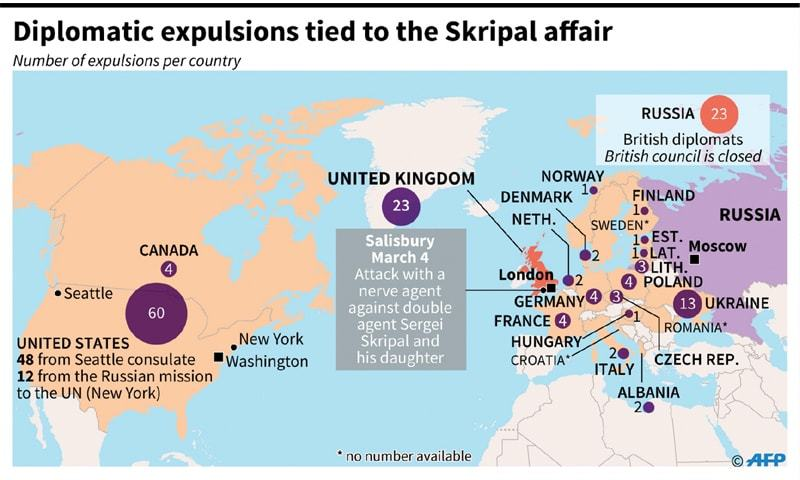 Diplomatic expulsions tied to the Skripal affair
Number of expulsions per country
RUSSIA 23
British diplomats
British council is closed
UNITED KINGDOM
23
Salisbury
March 4
Attack with a
nerve agent
against double
agent Sergei
Skripal and
his daughter
NORWAY
1
DENMARK
2
NETH.
2
FINLAND
1
SWEDEN*
RUSSIA
1 EST.
1 LAT.
3 LITH.
Moscow
4 POLAND
London
GERMANY 4
3
13 UKRAINE
FRANCE 4
HUNGARY
1
ROMANIA*
CROATIA*
CZECH REP.
2
ITALY
ALBANIA
2
CANADA
4
Seattle
60
New York
Washington
UNITED STATES
48 from Seattle consulate
12 from the Russian mission
to the UN (New York)
* no number available
© AFP